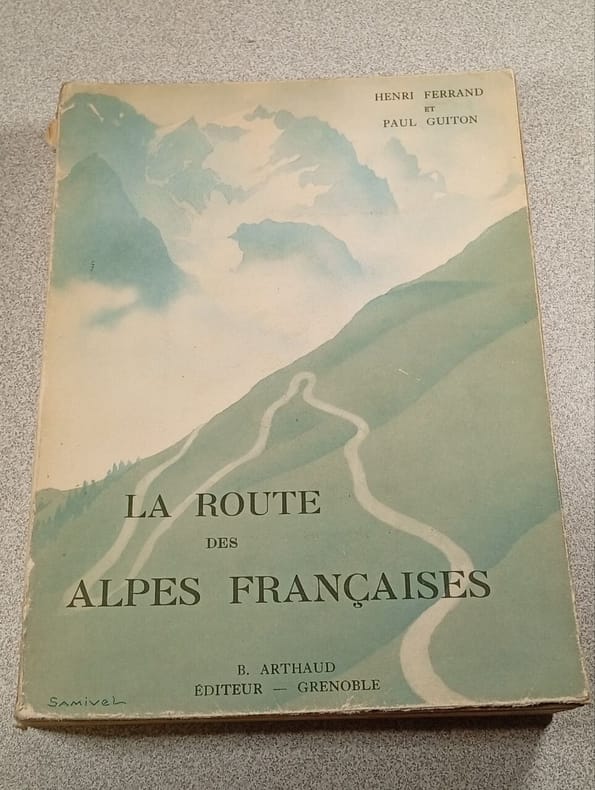 HENRI FERRAND
ET
PAUL GUITON
LA ROUTE
DES
ALPES FRANÇAISES
B. ARTHAUD
ÉDITEUR — GRENOBLE
SAMIVEL